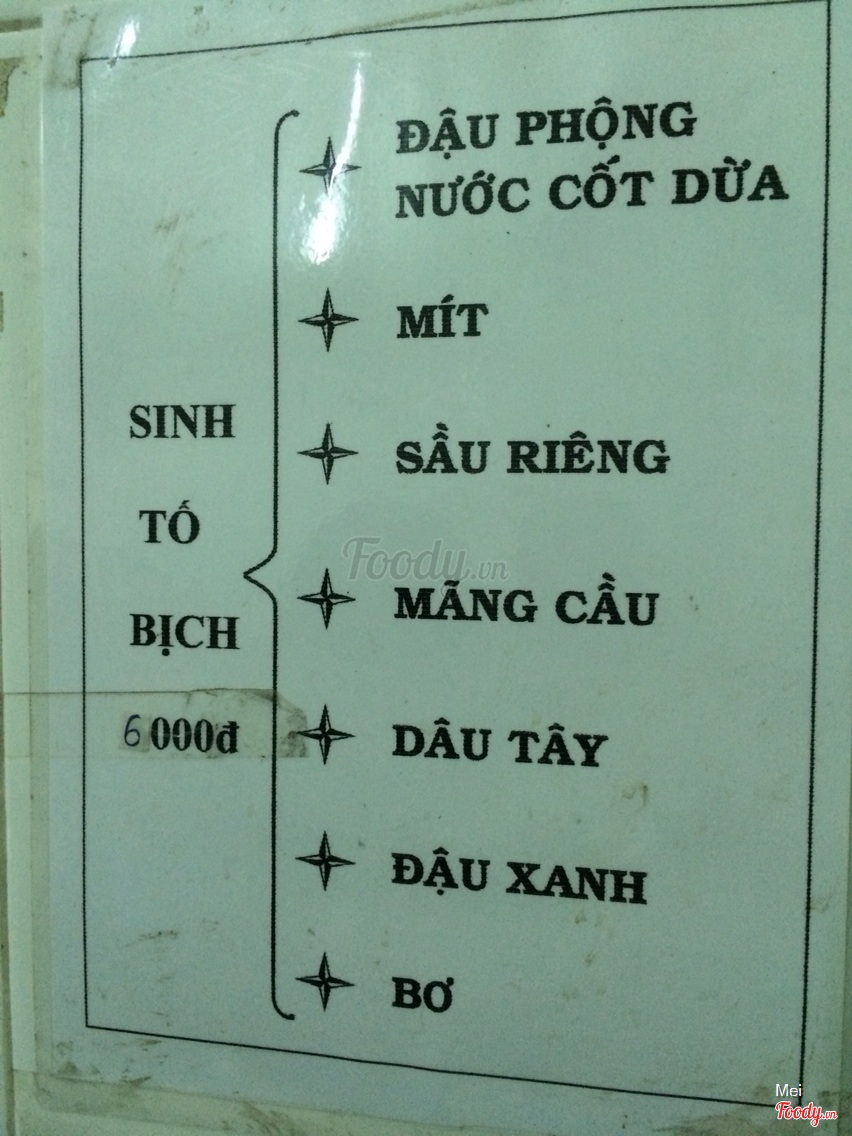 SINH
TỐ
BỊCH
6000đ
ĐẬU PHỘNG
NƯỚC CỐT DỪA
MÍT
SẦU RIÊNG
MÃNG CẦU
DÂU TÂY
ĐẬU XANH
BƠ
Foody.vn
Mei
Foody.vn